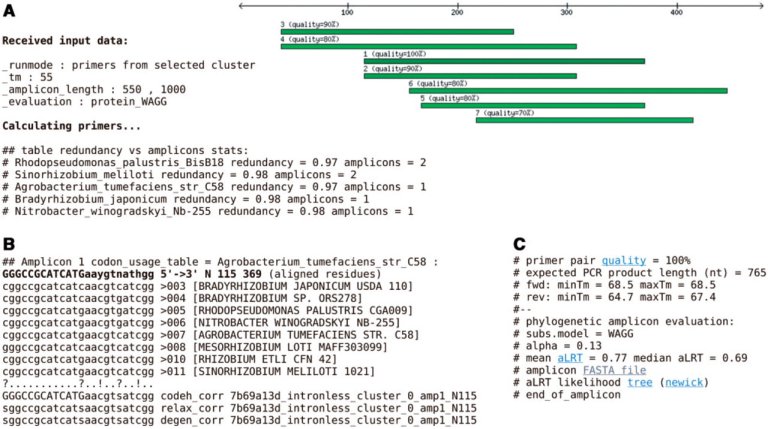 A
100 200 300 400
3 (quality=90%)
4 (quality=80%)
1 (quality=100%)
2 (quality=90%)
6 (quality=80%)
5 (quality=80%)
7 (quality=70%)
Received input data:
_runmode : primers from selected cluster
_tm : 55
_amplicon_length : 550 , 1000
_evaluation : protein_WAGG
Calculating primers...
## table redundancy vs amplicons stats:
# Rhodopseudomonas_palustris_BisB18 redundancy = 0.97 amplicons = 2
# Sinorhizobium_meliloti redundancy = 0.98 amplicons = 2
# Agrobacterium_tumefaciens_str_C58 redundancy = 0.97 amplicons = 1
# Bradyrhizobium_japonicum redundancy = 0.98 amplicons = 1
# Nitrobacter_winogradskyi_Nb-255 redundancy = 0.98 amplicons = 1
B
## Amplicon 1 codon_usage_table = Agrobacterium_tumefaciens_str_C58 :
GGGCCGCATCATGaaygtnathgg 5'->3' N 115 369 (aligned residues)
cggccgcatcatcaacgtcatcgg >003 [BRADYRHIZOBIUM JAPONICUM USDA 110]
cggccgcatcatgaacgtcatcgg >004 [BRADYRHIZOBIUM SP. ORS278]
cggccgcatcatgaacgtgatcgg >005 [RHODOPSEUDOMONAS PALUSTRIS CGA009]
cggccgcatcatcaacgtcatcgg >006 [NITROBACTER WINOGRADSKYI NB-255]
cggccgcatcatgaacgtcatcgg >007 [AGROBACTERIUM TUMEFACIENS STR. C58]
gggccgcatcatgaacgtcatcgg >008 [MESORHIZOBIUM LOTI MAFF303099]
cggccgcatcatgaacgtcatcgg >010 [RHIZOBIUM ETLI CFN 42]
cggccgcatcatgaacgtgatcgg >011 [SINORHIZOBIUM MELILOTI 1021]
?...........?..!..?..!..
GGGCCGCATCATGaacgtcatcgg codeh_corr 7b69a13d_intronless_cluster_0_amp1_N115
sggccgcatcatsaacgtsatcgg relax_corr 7b69a13d_intronless_cluster_0_amp1_N115
sggccgcatcatsaacgtsatcgg degen_corr 7b69a13d_intronless_cluster_0_amp1_N115
C
# primer pair quality = 100%
# expected PCR product length (nt) = 765
# fwd: minTm = 68.5 maxTm = 68.5
# rev: minTm = 64.7 maxTm = 67.4
#--
# phylogenetic amplicon evaluation:
# subs.model = WAGG
# alpha = 0.13
# mean aLRT = 0.77 median aLRT = 0.69
# amplicon FASTA file
# aLRT likelihood tree (newick)
# end_of_amplicon